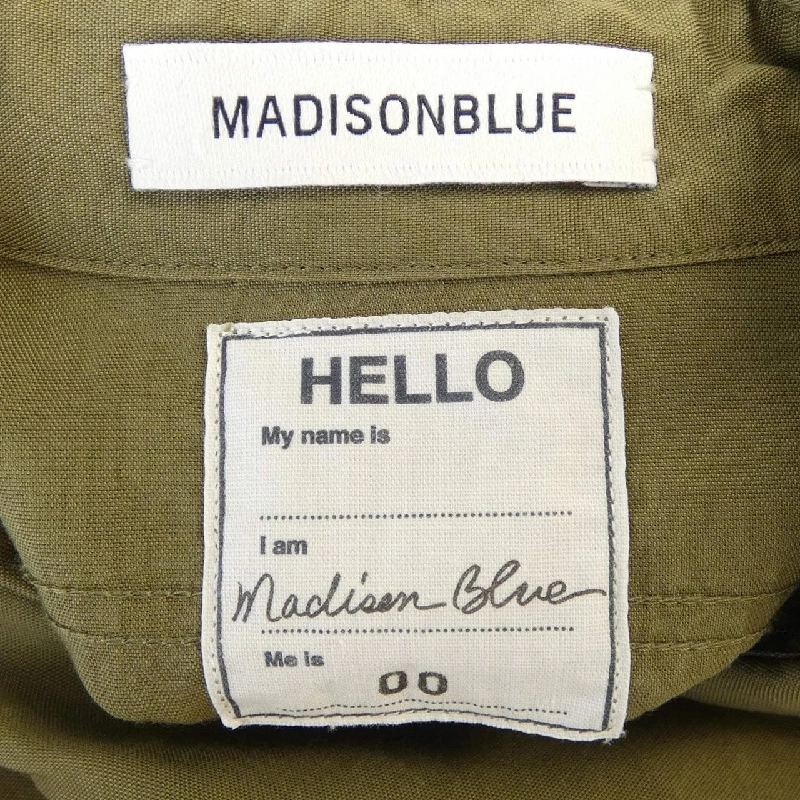 MADISONBLUE
HELLO
My name is
I am
Madison Blue
Me is
00